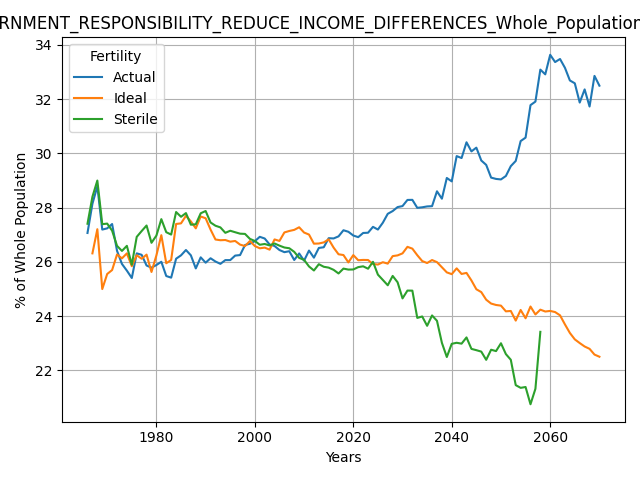 RNMENT_RESPONSIBILITY_REDUCE_INCOME_DIFFERENCES_Whole_Population
Fertility
Actual
Ideal
Sterile
% of Whole Population
34
32
30
28
26
24
22
1980
2000
2020
2040
2060
Years